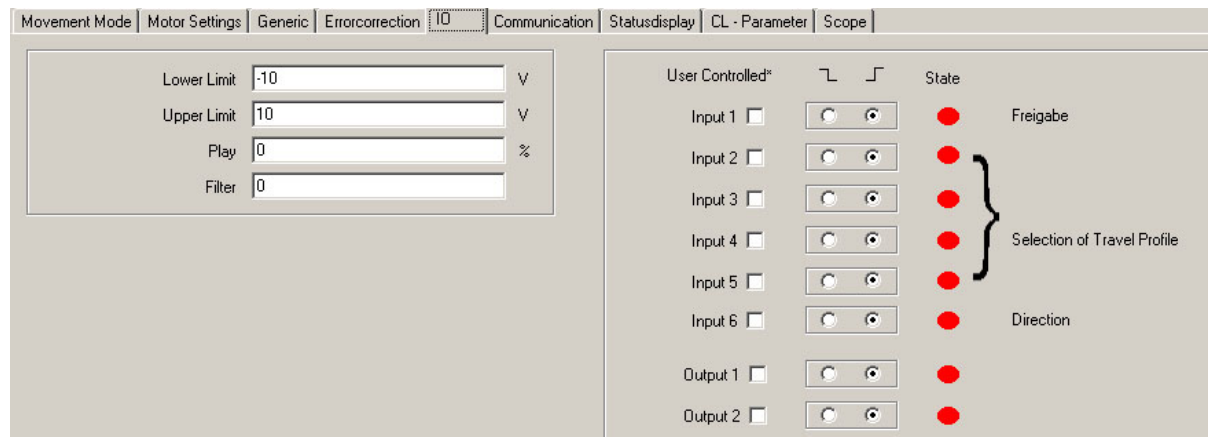 Movement Mode Motor Settings Generic Errorcorrection IO Communication Statusdisplay CL - Parameter Scope
Lower Limit -10 V
Upper Limit 10 V
Play 0 %
Filter 0
User Controlled* State
Input 1 Freigabe
Input 2
Input 3
Input 4 Selection of Travel Profile
Input 5
Input 6 Direction
Output 1
Output 2